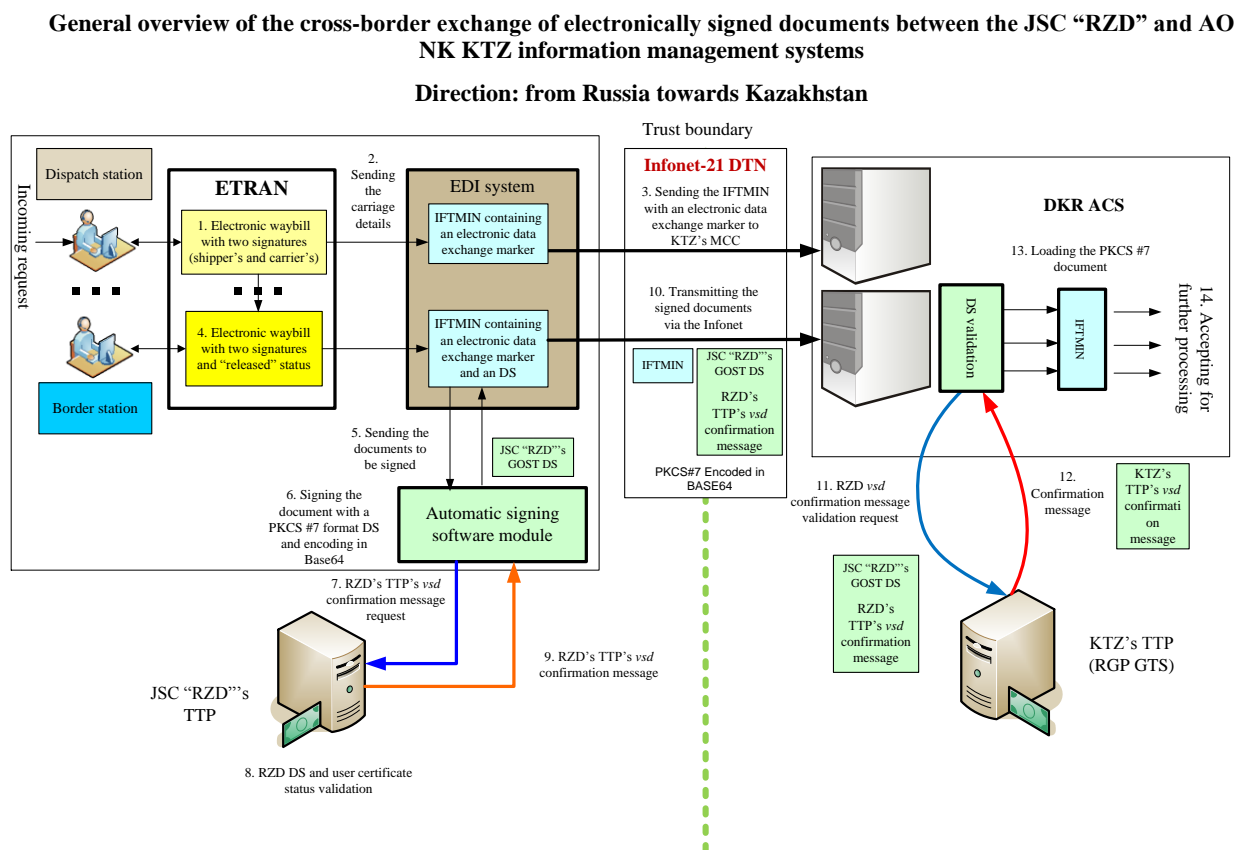 General overview of the cross-border exchange of electronically signed documents between the JSC “RZD” and AO
NK KTZ information management systems
Direction: from Russia towards Kazakhstan
Incoming request
Dispatch station
Border station
ETRAN
1. Electronic waybill
with two signatures
(shipper’s and carrier’s)
4. Electronic waybill
with two signatures
and “released” status
2.
Sending
the
carriage
details
EDI system
IFTMIN containing
an electronic data
exchange marker
IFTMIN containing
an electronic data
exchange marker
and an DS
5. Sending the
documents to
be signed
JSC “RZD”’s
GOST DS
6. Signing the
document with a
PKCS #7 format DS
and encoding in
Base64
Automatic signing
software module
7. RZD’s TTP’s vsd
confirmation message
request
9. RZD’s TTP’s vsd
confirmation message
JSC “RZD”’s
TTP
8. RZD DS and user certificate
status validation
Trust boundary
Infonet-21 DTN
3. Sending the IFTMIN
with an electronic data
exchange marker to
KTZ’s MCC
10. Transmitting the
signed documents
via the Infonet
IFTMIN
JSC “RZD”’s
GOST DS
RZD’s
TTP’s vsd
confirmation
message
PKCS#7 Encoded in
BASE64
DKR ACS
DS validation
13. Loading the PKCS #7
document
IFTMIN
14. Accepting for
further processing
11. RZD vsd
confirmation message
validation request
12.
Confirmation
message
KTZ’s
TTP’s vsd
confirmati
on
message
JSC “RZD”’s
GOST DS
RZD’s
TTP’s vsd
confirmation
message
KTZ’s TTP
(RGP GTS)